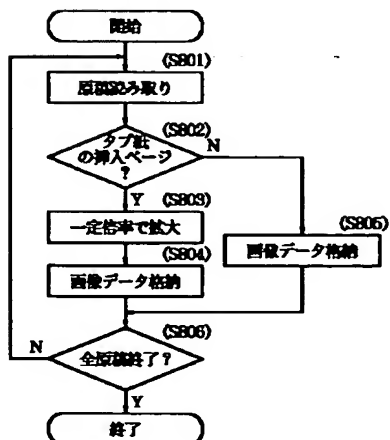 開始
(S801)
原稿読み取り
(S802)
タブ紙
の挿入ページ
?
N
Y
(S803)
一定倍率で拡大
(S804)
画像データ格納
(S805)
画像データ格納
(S806)
全原稿終了?
N
Y
終了